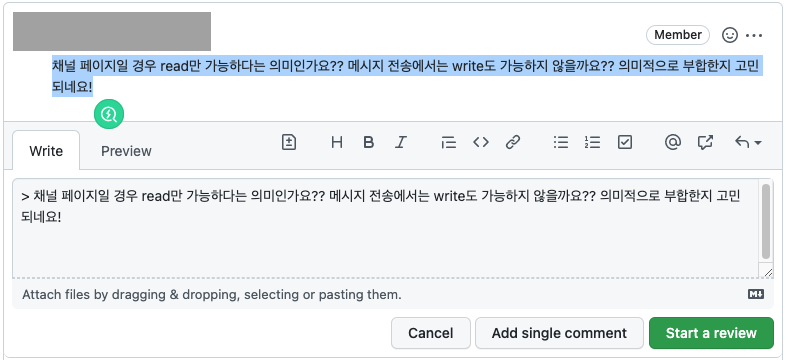 Member
채널 페이지일 경우 read만 가능하다는 의미인가요?? 메시지 전송에서는 write도 가능하지 않을까요?? 의미적으로 부합한지 고민
되네요!
Write
Preview
> 채널 페이지일 경우 read만 가능하다는 의미인가요?? 메시지 전송에서는 write도 가능하지 않을까요?? 의미적으로 부합한지 고민
되네요!
Attach files by dragging & dropping, selecting or pasting them.
Cancel
Add single comment
Start a review